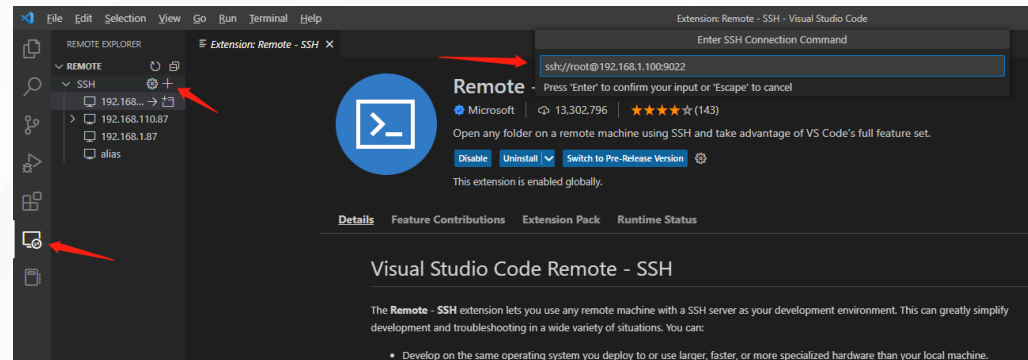 File Edit Selection View Go Run Terminal Help
Extension: Remote - SSH - Visual Studio Code
REMOTE EXPLORER
Extension: Remote - SSH
Enter SSH Connection Command
REMOTE
ssh://root@192.168.1.100:9022
Press 'Enter' to confirm your input or 'Escape' to cancel
SSH
192.168...
192.168.110.87
192.168.1.87
alias
Remote -
Microsoft 13,302,796 (143)
Open any folder on a remote machine using SSH and take advantage of VS Code's full feature set.
Disable Uninstall Switch to Pre-Release Version
This extension is enabled globally.
Details Feature Contributions Extension Pack Runtime Status
Visual Studio Code Remote - SSH
The Remote - SSH extension lets you use any remote machine with a SSH server as your development environment. This can greatly simplify
development and troubleshooting in a wide variety of situations. You can:
• Develop on the same operating system you deploy to or use larger, faster, or more specialized hardware than your local machine.